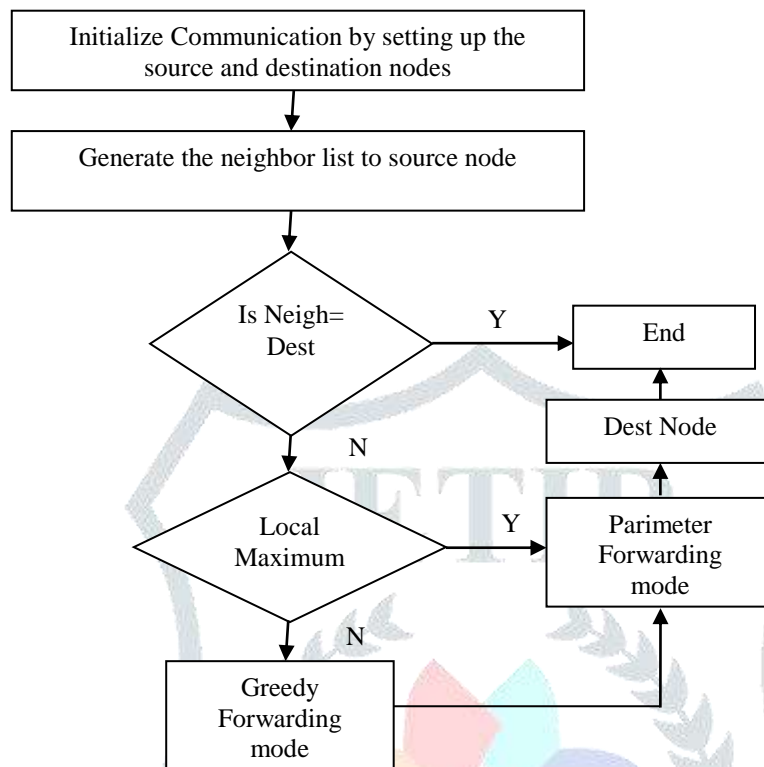 Initialize Communication by setting up the
source and destination nodes
Generate the neighbor list to source node
Is Neigh=
Dest
Y
End
Dest Node
N
Local
Maximum
Y
Parimeter
Forwarding
mode
N
Greedy
Forwarding
mode
JETIR